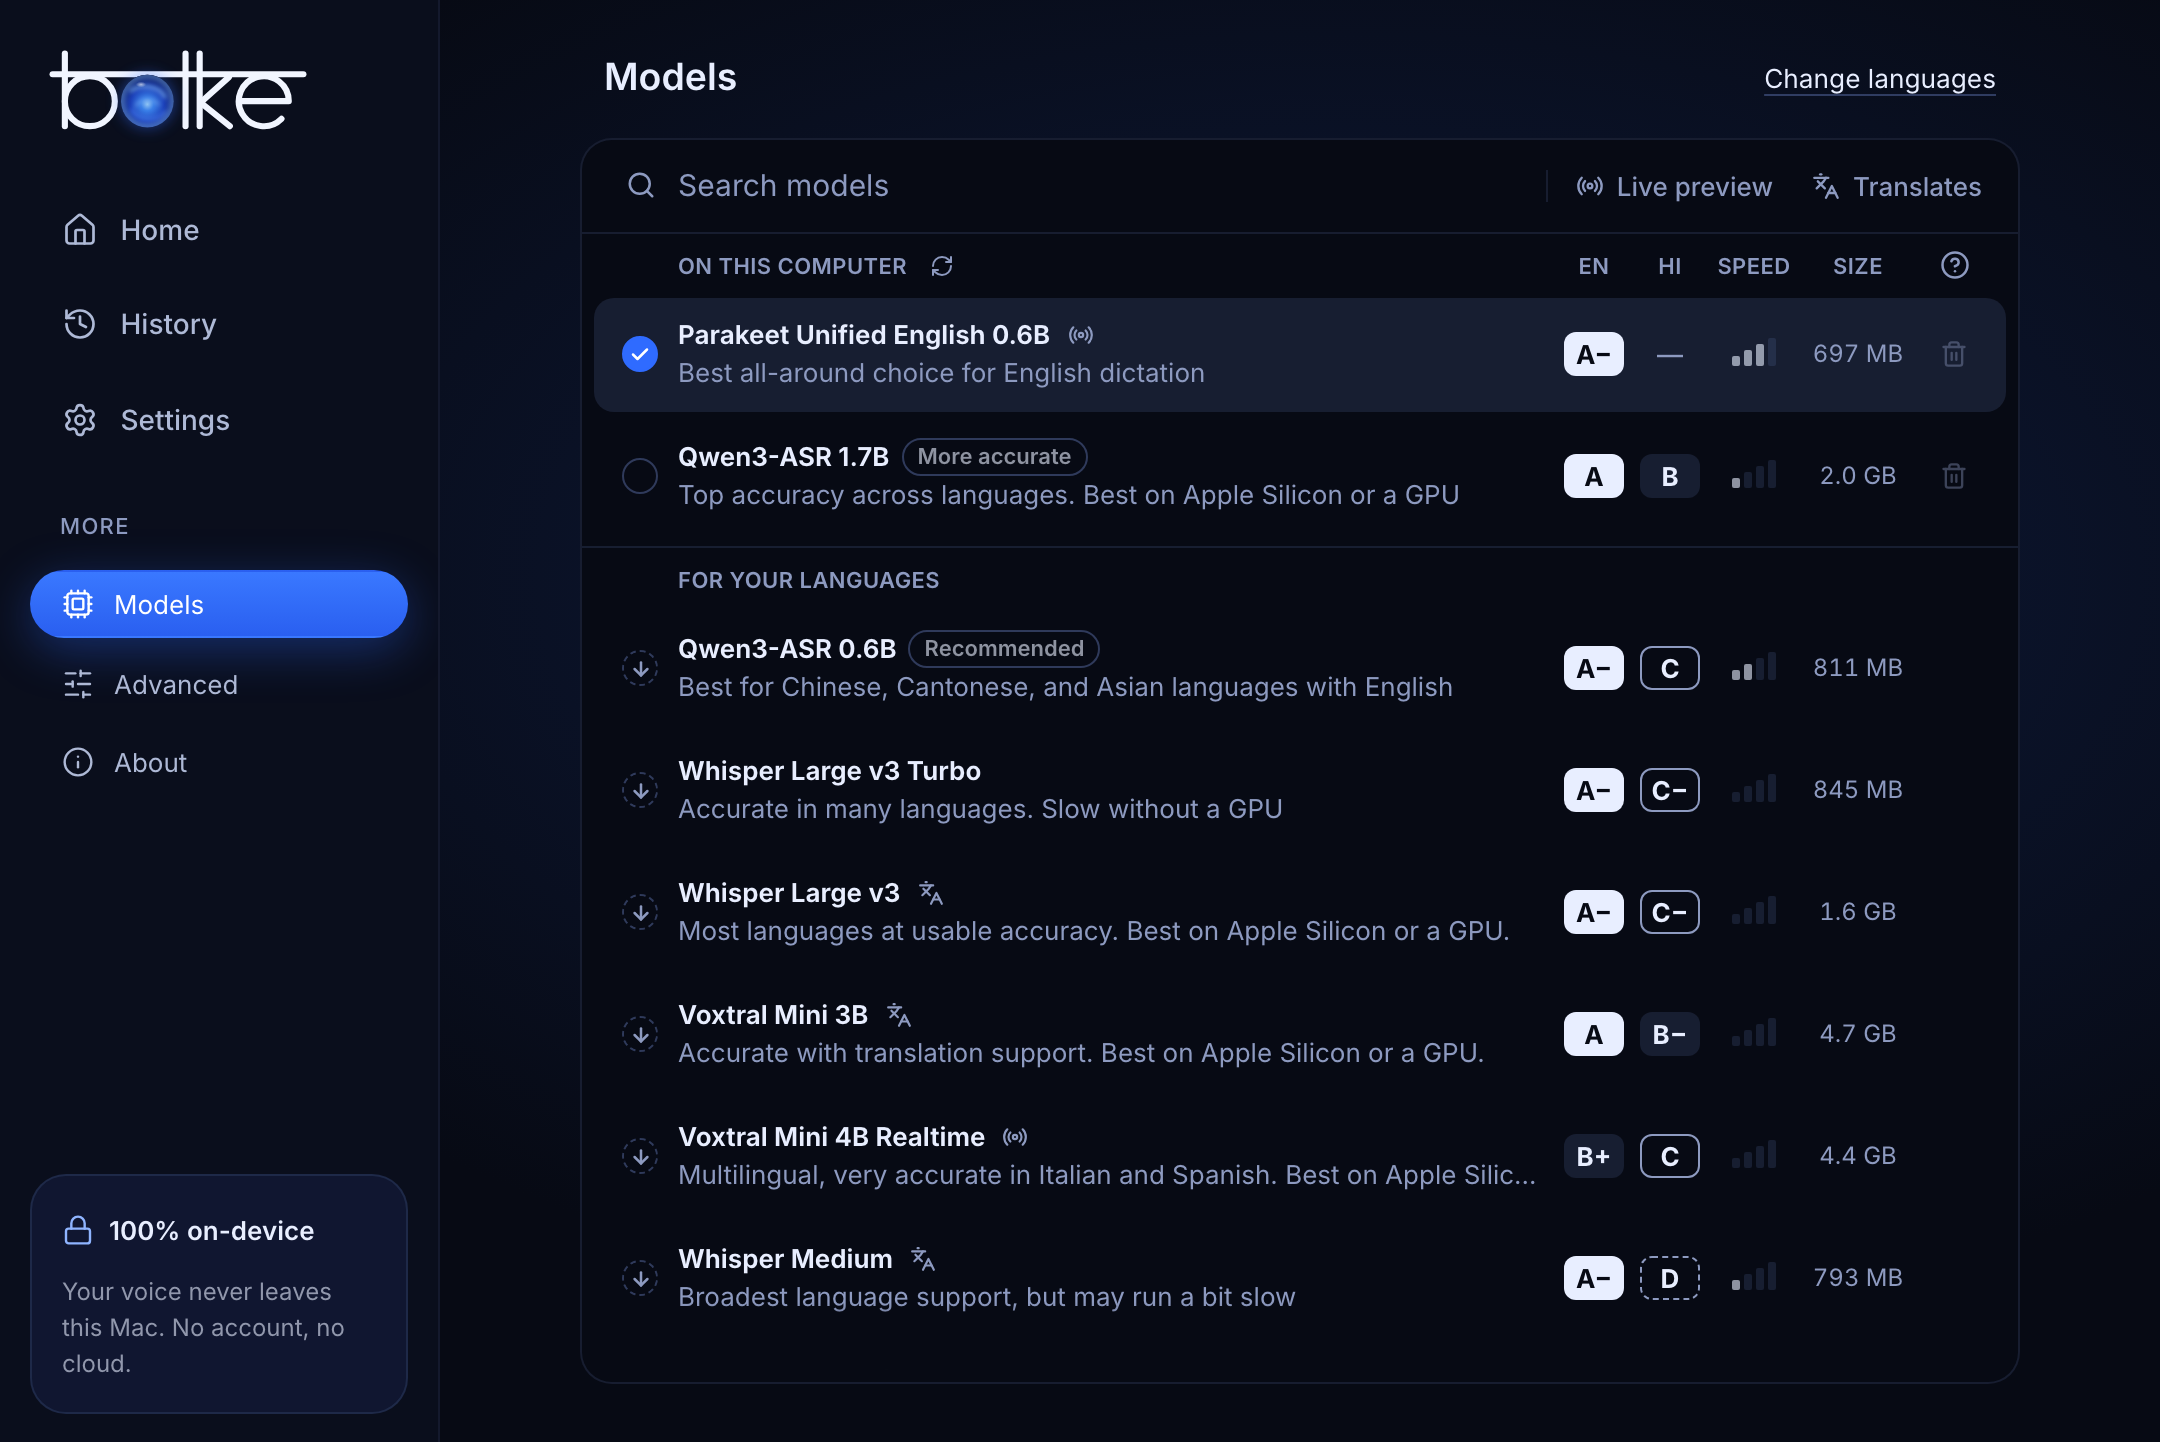 bolke
Models
Change languages
Home
History
Settings
MORE
Models
Advanced
About
100% on-device
Your voice never leaves
this Mac. No account, no
cloud.
Search models
Live preview
Translates
ON THIS COMPUTER EN HI SPEED SIZE
Parakeet Unified English 0.6B
Best all-around choice for English dictation
A− — 697 MB
Qwen3-ASR 1.7B More accurate
Top accuracy across languages. Best on Apple Silicon or a GPU
A B 2.0 GB
FOR YOUR LANGUAGES
Qwen3-ASR 0.6B Recommended
Best for Chinese, Cantonese, and Asian languages with English
A− C 811 MB
Whisper Large v3 Turbo
Accurate in many languages. Slow without a GPU
A− C− 845 MB
Whisper Large v3
Most languages at usable accuracy. Best on Apple Silicon or a GPU.
A− C− 1.6 GB
Voxtral Mini 3B
Accurate with translation support. Best on Apple Silicon or a GPU.
A B− 4.7 GB
Voxtral Mini 4B Realtime
Multilingual, very accurate in Italian and Spanish. Best on Apple Silic...
B+ C 4.4 GB
Whisper Medium
Broadest language support, but may run a bit slow
A− D 793 MB